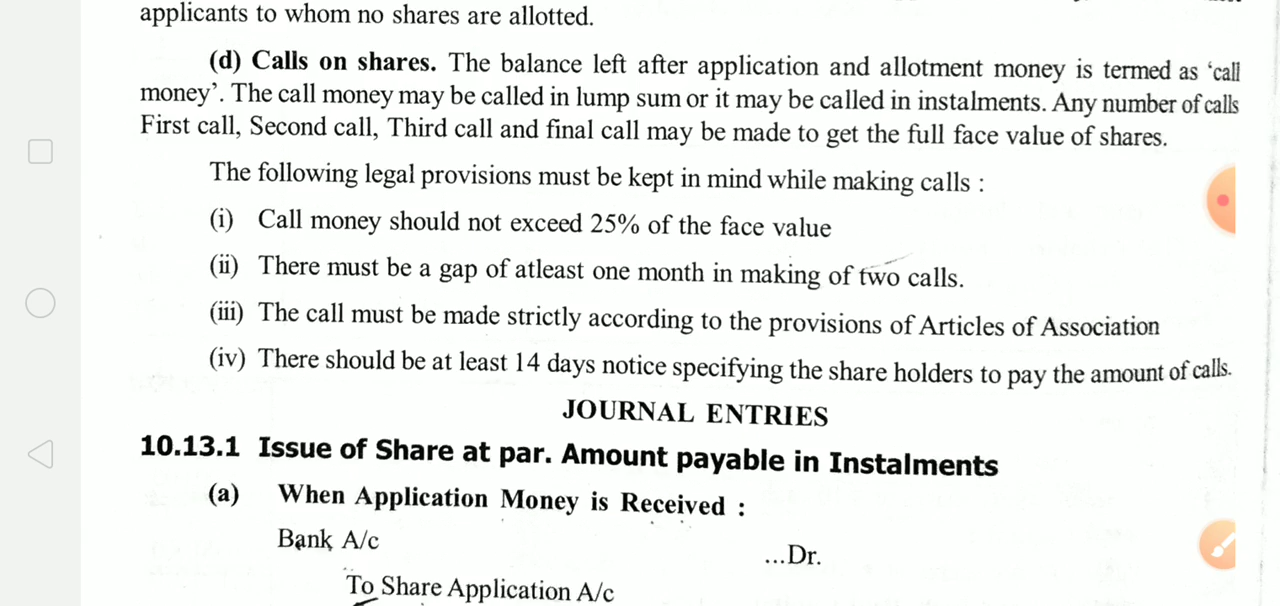 applicants to whom no shares are allotted.
(d) Calls on shares. The balance left after application and allotment money is termed as ‘call
money’. The call money may be called in lump sum or it may be called in instalments. Any number of calls
First call, Second call, Third call and final call may be made to get the full face value of shares.
The following legal provisions must be kept in mind while making calls :
(i) Call money should not exceed 25% of the face value
(ii) There must be a gap of atleast one month in making of two calls.
(iii) The call must be made strictly according to the provisions of Articles of Association
(iv) There should be at least 14 days notice specifying the share holders to pay the amount of calls.
JOURNAL ENTRIES
10.13.1 Issue of Share at par. Amount payable in Instalments
(a) When Application Money is Received :
Bank A/c ...Dr.
To Share Application A/c